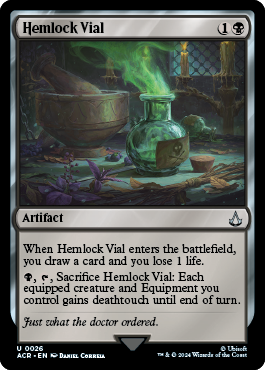 Hemlock Vial 1
Artifact
When Hemlock Vial enters the battlefield,
you draw a card and you lose 1 life.
, , Sacrifice Hemlock Vial: Each
equipped creature and Equipment you
control gains deathtouch until end of turn.
Just what the doctor ordered.
U 0026 © Ubisoft
ACR • EN Daniel Correia ™ & © 2024 Wizards of the Coast